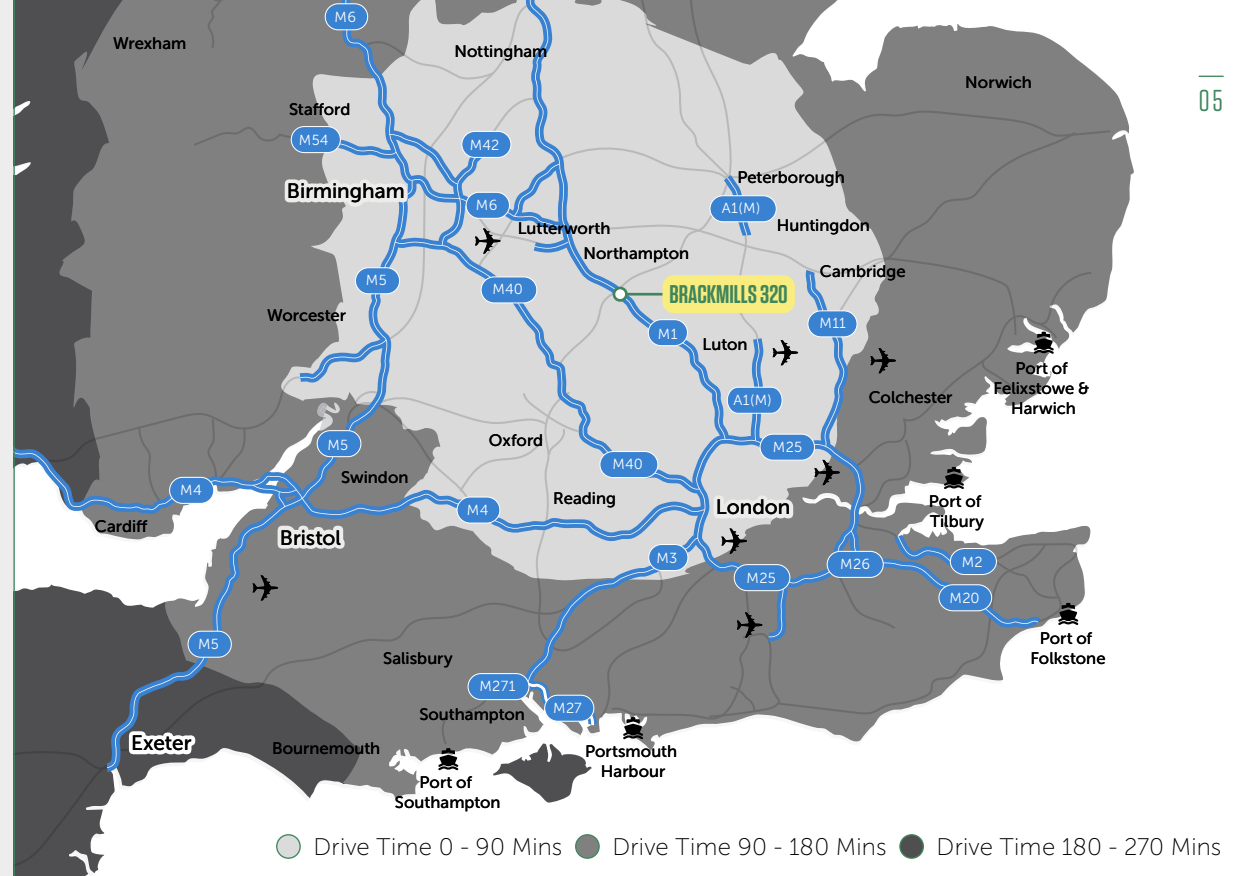 M6
Wrexham
Nottingham
Norwich
05
Stafford
M54
M42
Peterborough
Birmingham
M6
A1(M)
Lutterworth
Huntingdon
Northampton
Cambridge
M5
M40
BRACKMILLS 320
Worcester
M11
M1
Luton
Port of
Felixstowe &
Harwich
A1(M)
Colchester
Oxford
M5
M25
M40
Swindon
M4
Reading
M4
London
Port of
Tilbury
Cardiff
Bristol
M3
M26
M2
M25
M20
M5
Port of
Folkstone
Salisbury
M271
Southampton
M27
Exeter
Bournemouth
Portsmouth
Harbour
Port of
Southampton
Drive Time 0 - 90 Mins
Drive Time 90 - 180 Mins
Drive Time 180 - 270 Mins